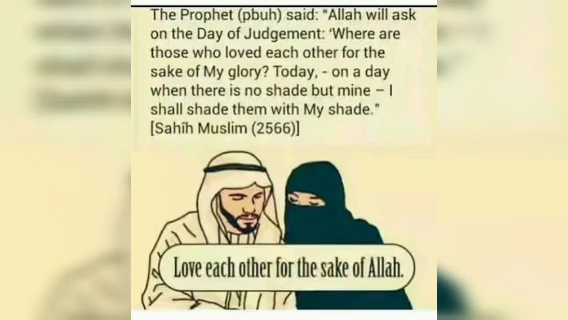 The Prophet (pbuh) said: "Allah will ask
on the Day of Judgement: 'Where are
those who loved each other for the
sake of My glory? Today, - on a day
when there is no shade but mine – I
shall shade them with My shade."
[Sahîh Muslim (2566)]
Love each other for the sake of Allah.